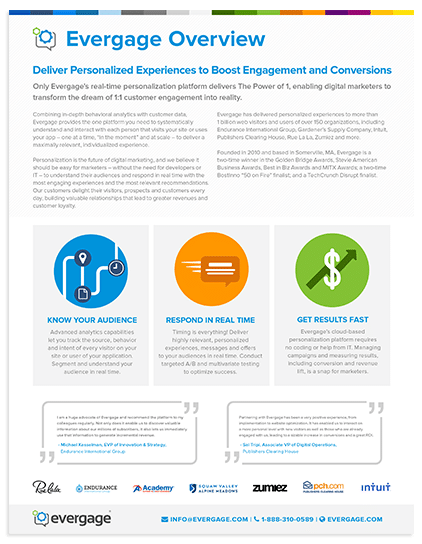 Evergage Overview
Deliver Personalized Experiences to Boost Engagement and Conversions
Only Evergage's real-time personalization platform delivers The Power of 1, enabling digital marketers to
transform the dream of 1:1 customer engagement into reality.
Combining in-depth behavioral analytics with customer data,
Evergage provides the one platform you need to systematically
understand and interact with each person that visits your site or uses
your app – one at a time, "in the moment" and at scale – to deliver a
maximally relevant, individualized experience.
Personalization is the future of digital marketing, and we believe it
should be easy for marketers – without the need for developers or
IT – to understand their audiences and respond in real time with the
most engaging experiences and the most relevant recommendations.
Our customers delight their visitors, prospects and customers every
day, building valuable relationships that lead to greater revenues and
customer loyalty.
Evergage has delivered personalized experiences to more than
1 billion web visitors and users of over 150 organizations, including
Endurance International Group, Gardener's Supply Company, Intuit,
Publishers Clearing House, Rue La La, Zumiez and more.
Founded in 2010 and based in Somerville, MA, Evergage is a
two-time winner in the Golden Bridge Awards, Stevie American
Business Awards, Best in Biz Awards and MITX Awards; a two-time
BostInno "50 on Fire" finalist; and a TechCrunch Disrupt finalist.
KNOW YOUR AUDIENCE
Advanced analytics capabilities
let you track the source, behavior
and intent of every visitor on your
site or user of your application.
Segment and understand your
audience in real time.
RESPOND IN REAL TIME
Timing is everything! Deliver
highly relevant, personalized
experiences, messages and offers
to your audiences in real time. Conduct
targeted A/B and multivariate testing
to optimize success.
$
GET RESULTS FAST
Evergage's cloud-based
personalization platform requires
no coding or help from IT. Managing
campaigns and measuring results,
including conversion and revenue
lift, is a snap for marketers.
I am a huge advocate of Evergage and recommend the platform to my
colleagues regularly. Not only does it enable us to discover valuable
information about our visitors or subscribers, it also lets us immediately
use that information to generate incremental revenue.
- Michael Kesselman, EVP of Innovation & Strategy,
Endurance International Group
Partnering with Evergage has been a very positive experience, from
implementation to website optimization. It has enabled us to interact on
a more personal level with new visitors as well as those who are already
engaged with us, leading to a sizable increase in conversions and a great ROI.
- Sal Tripi, Associate VP of Digital Operations,
Publishers Clearing House
Rue La La
ENDURANCE
Academy
SQUAW VALLEY
ALPINE MEADOWS
zumiez
pch.com
PUBLISHERS CLEARING HOUSE
INTUIT
evergage
INFO@EVERGAGE.COM | 1-888-310-0589 | EVERGAGE.COM